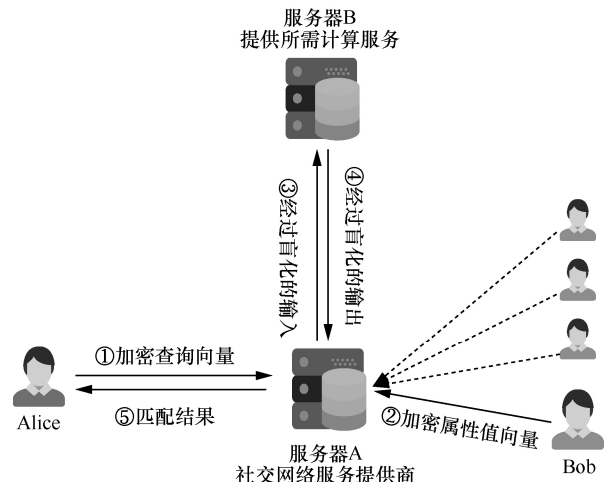 服务器B
提供所需计算服务
③经过盲化的输入
④经过盲化的输出
①加密查询向量
⑤匹配结果
②加密属性值向量
Alice
Bob
服务器A
社交网络服务提供商